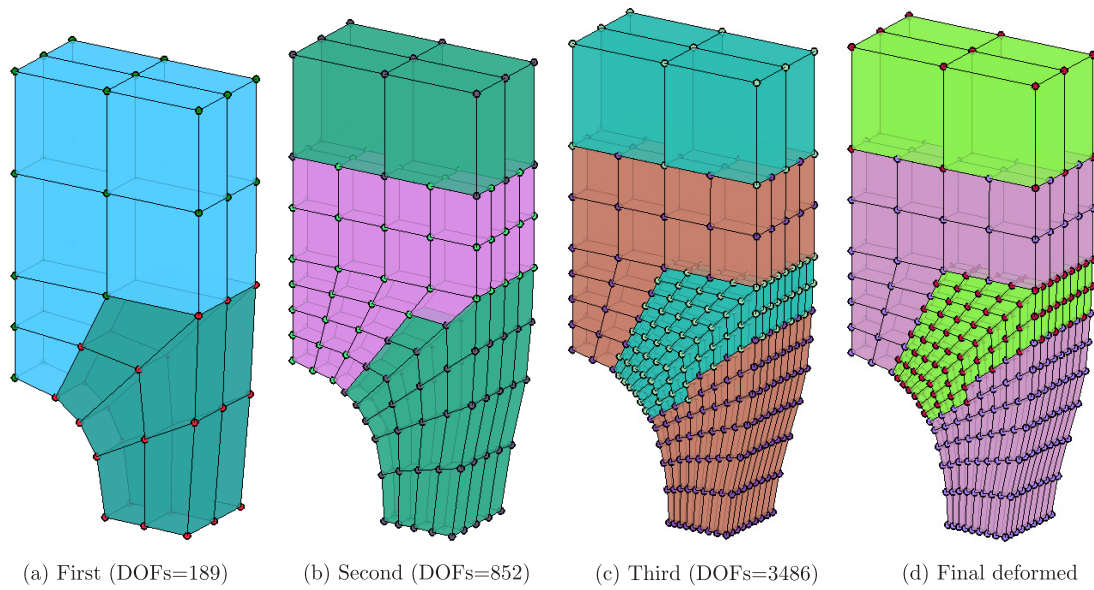 (a) First (DOFs=189)
(b) Second (DOFs=852)
(c) Third (DOFs=3486)
(d) Final deformed